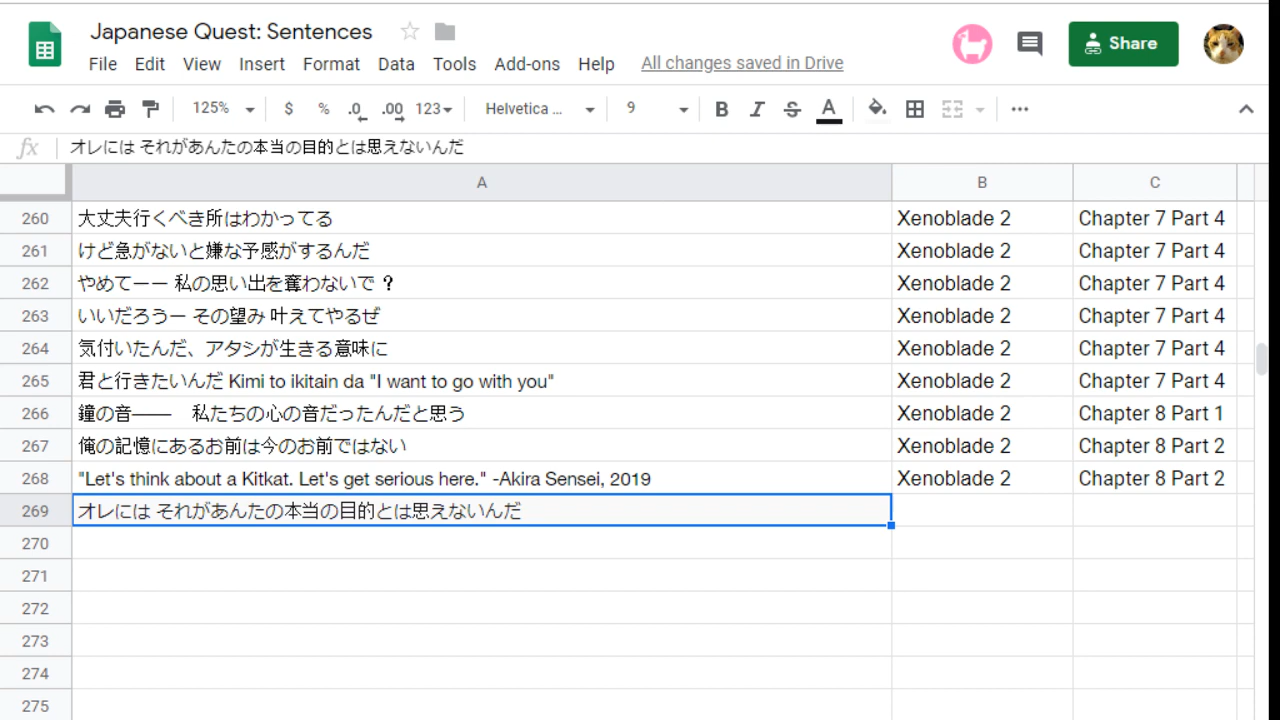 Japanese Quest: Sentences
File Edit View Insert Format Data Tools Add-ons Help All changes saved in Drive
Share
125% $ % .0 .00 123 Helvetica ... 9 B I S A ...
fx オレには それがあんたの本当の目的とは思えないんだ
A B C
260 大丈夫行くべき所はわかってる Xenoblade 2 Chapter 7 Part 4
261 けど急がないと嫌な予感がするんだ Xenoblade 2 Chapter 7 Part 4
262 やめてーー 私の思い出を奪わないで ? Xenoblade 2 Chapter 7 Part 4
263 いいだろうー その望み 叶えてやるぜ Xenoblade 2 Chapter 7 Part 4
264 気付いたんだ、アタシが生きる意味に Xenoblade 2 Chapter 7 Part 4
265 君と行きたいんだ Kimi to ikitain da "I want to go with you" Xenoblade 2 Chapter 7 Part 4
266 鐘の音——　私たちの心の音だったんだと思う Xenoblade 2 Chapter 8 Part 1
267 俺の記憶にあるお前は今のお前ではない Xenoblade 2 Chapter 8 Part 2
268 "Let's think about a Kitkat. Let's get serious here." -Akira Sensei, 2019 Xenoblade 2 Chapter 8 Part 2
269 オレには それがあんたの本当の目的とは思えないんだ
270
271
272
273
274
275